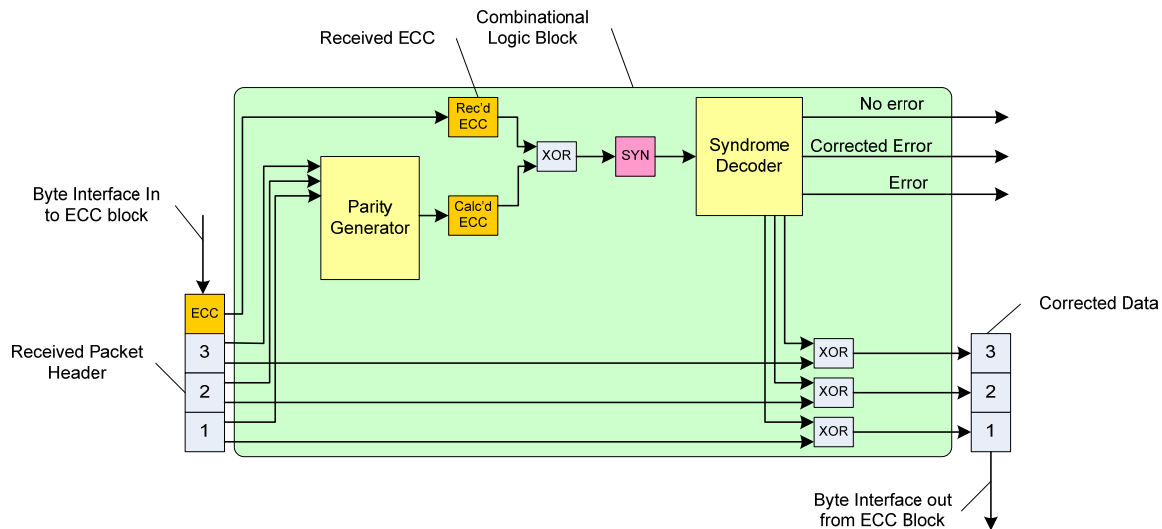 Combinational
Logic Block
Received ECC
Rec'd
ECC
No error
XOR
SYN
Syndrome
Decoder
Corrected Error
Error
Byte Interface In
to ECC block
Parity
Generator
Calc'd
ECC
ECC
Corrected Data
Received Packet
Header
3
XOR
3
2
XOR
2
1
XOR
1
Byte Interface out
from ECC Block